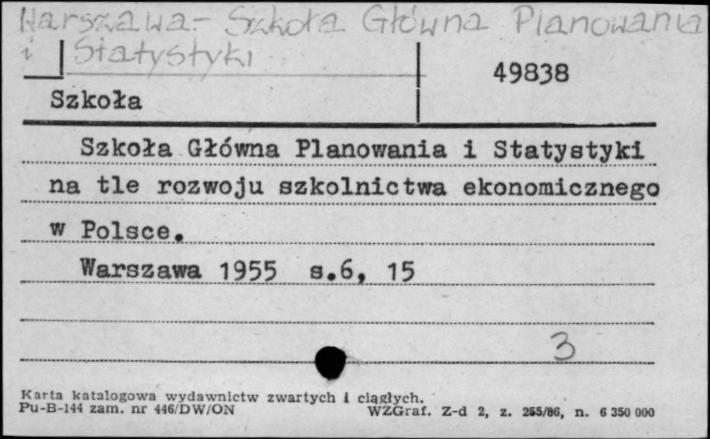 Warszawa - Szkoła Główna Planowania
i Statystyki
49838
Szkoła
Szkoła Główna Planowania i Statystyki
na tle rozwoju szkolnictwa ekonomicznego
w Polsce.
Warszawa 1955 s.6, 15
3
Karta katalogowa wydawnictw zwartych i ciągłych.
Pu-B-144 zam. nr 446/DW/ON WZGraf. Z-d 2, z. 255/86, n. 6 350 000